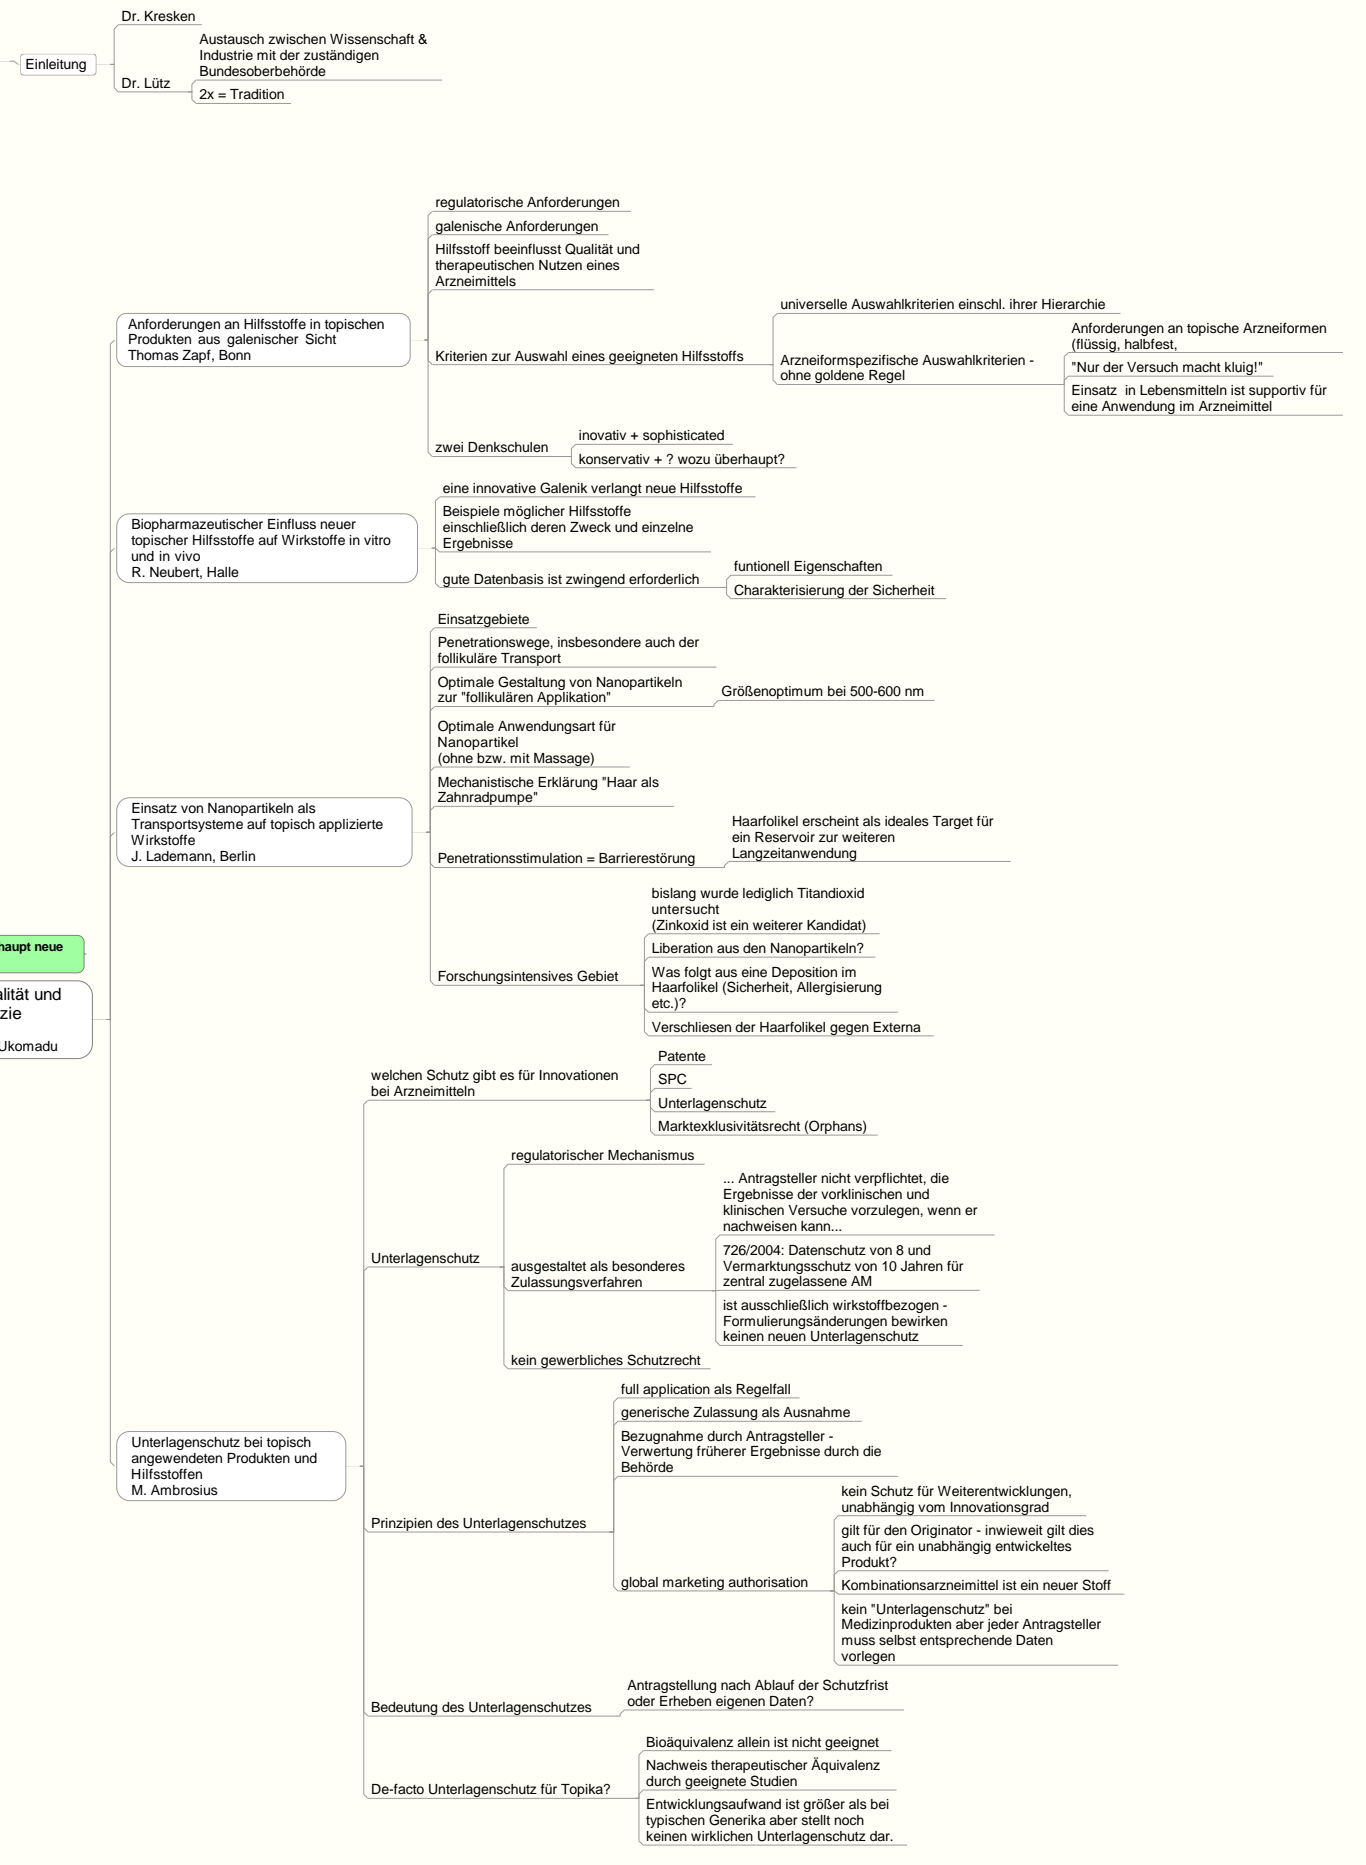 Einleitung
Dr. Kresken
Dr. Lütz
Austausch zwischen Wissenschaft &
Industrie mit der zuständigen
Bundesoberbehörde
2x = Tradition
haupt neue
alität und
zie
Ukomadu
Anforderungen an Hilfsstoffe in topischen
Produkten aus galenischer Sicht
Thomas Zapf, Bonn
regulatorische Anforderungen
galenische Anforderungen
Hilfsstoff beeinflusst Qualität und
therapeutischen Nutzen eines
Arzneimittels
Kriterien zur Auswahl eines geeigneten Hilfsstoffs
universelle Auswahlkriterien einschl. ihrer Hierarchie
Arzneiformspezifische Auswahlkriterien -
ohne goldene Regel
Anforderungen an topische Arzneiformen
(flüssig, halbfest,
"Nur der Versuch macht kluig!"
Einsatz in Lebensmitteln ist supportiv für
eine Anwendung im Arzneimittel
zwei Denkschulen
inovativ + sophisticated
konservativ + ? wozu überhaupt?
Biopharmazeutischer Einfluss neuer
topischer Hilfsstoffe auf Wirkstoffe in vitro
und in vivo
R. Neubert, Halle
eine innovative Galenik verlangt neue Hilfsstoffe
Beispiele möglicher Hilfsstoffe
einschließlich deren Zweck und einzelne
Ergebnisse
gute Datenbasis ist zwingend erforderlich
funtionell Eigenschaften
Charakterisierung der Sicherheit
Einsatz von Nanopartikeln als
Transportsysteme auf topisch applizierte
Wirkstoffe
J. Lademann, Berlin
Einsatzgebiete
Penetrationswege, insbesondere auch der
follikuläre Transport
Optimale Gestaltung von Nanopartikeln
zur "follikulären Applikation"
Größenoptimum bei 500-600 nm
Optimale Anwendungsart für
Nanopartikel
(ohne bzw. mit Massage)
Mechanistische Erklärung "Haar als
Zahnradpumpe"
Penetrationsstimulation = Barrierestörung
Haarfolikel erscheint als ideales Target für
ein Reservoir zur weiteren
Langzeitanwendung
Forschungsintensives Gebiet
bislang wurde lediglich Titandioxid
untersucht
(Zinkoxid ist ein weiterer Kandidat)
Liberation aus den Nanopartikeln?
Was folgt aus eine Deposition im
Haarfolikel (Sicherheit, Allergisierung
etc.)?
Verschliesen der Haarfolikel gegen Externa
Unterlagenschutz bei topisch
angewendeten Produkten und
Hilfsstoffen
M. Ambrosius
welchen Schutz gibt es für Innovationen
bei Arzneimitteln
Patente
SPC
Unterlagenschutz
Marktexklusivitätsrecht (Orphans)
Unterlagenschutz
regulatorischer Mechanismus
ausgestaltet als besonderes
Zulassungsverfahren
... Antragsteller nicht verpflichtet, die
Ergebnisse der vorklinischen und
klinischen Versuche vorzulegen, wenn er
nachweisen kann...
726/2004: Datenschutz von 8 und
Vermarktungsschutz von 10 Jahren für
zentral zugelassene AM
ist ausschließlich wirkstoffbezogen -
Formulierungsänderungen bewirken
keinen neuen Unterlagenschutz
kein gewerbliches Schutzrecht
Prinzipien des Unterlagenschutzes
full application als Regelfall
generische Zulassung als Ausnahme
Bezugnahme durch Antragsteller -
Verwertung früherer Ergebnisse durch die
Behörde
global marketing authorisation
kein Schutz für Weiterentwicklungen,
unabhängig vom Innovationsgrad
gilt für den Originator - inwieweit gilt dies
auch für ein unabhängig entwickeltes
Produkt?
Kombinationsarzneimittel ist ein neuer Stoff
kein "Unterlagenschutz" bei
Medizinprodukten aber jeder Antragsteller
muss selbst entsprechende Daten
vorlegen
Bedeutung des Unterlagenschutzes
Antragstellung nach Ablauf der Schutzfrist
oder Erheben eigenen Daten?
De-facto Unterlagenschutz für Topika?
Bioäquivalenz allein ist nicht geeignet
Nachweis therapeutischer Äquivalenz
durch geeignete Studien
Entwicklungsaufwand ist größer als bei
typischen Generika aber stellt noch
keinen wirklichen Unterlagenschutz dar.